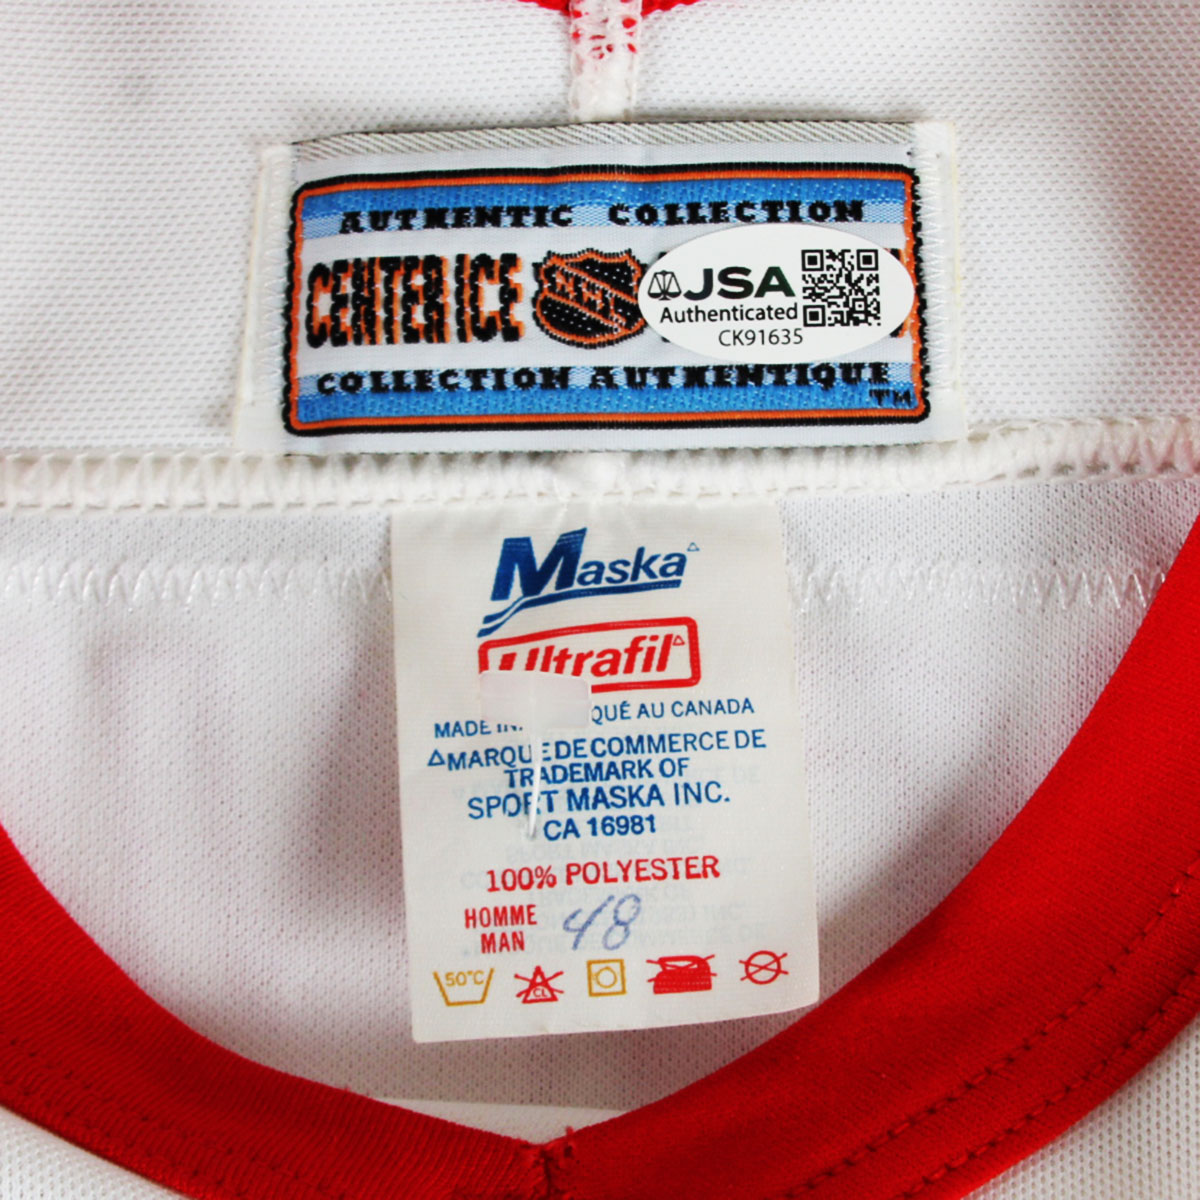 AUTHENTIC COLLECTION
CENTER ICE
NHL
JSA
Authenticated
CK91635
COLLECTION AUTHENTIQUE
TM
Maska
Ultrafil
MADE IN QUÉ AU CANADA
MARQUE DE COMMERCE DE
TRADEMARK OF
SPORT MASKA INC.
CA 16981
100% POLYESTER
HOMME
MAN 48
50°C CL